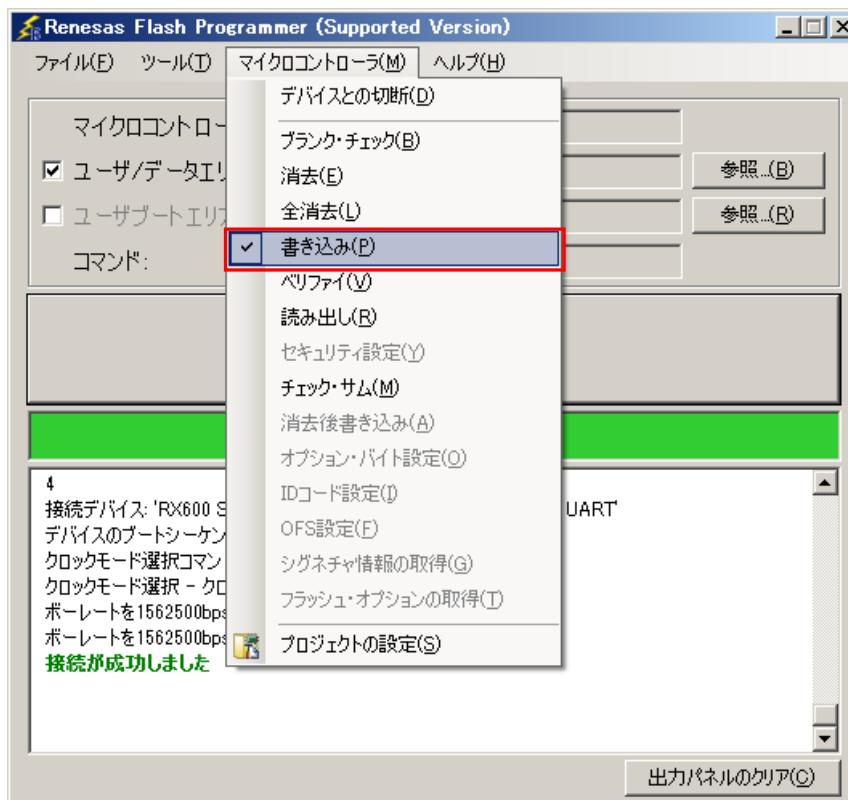 Renesas Flash Programmer (Supported Version)
ファイル(F) ツール(T) マイクロコントローラ(M) ヘルプ(H)
デバイスとの切断(D)
マイクロコントロー
ブランク・チェック(B)
ユーザ/データエリ
消去(E)
参照...(B)
全消去(L)
ユーザブートエリア
参照...(R)
書き込み(P)
コマンド:
ベリファイ(V)
読み出し(R)
セキュリティ設定(Y)
チェック・サム(M)
消去後書き込み(A)
オプション・バイト設定(O)
IDコード設定(I)
OFS設定(F)
シグネチャ情報の取得(G)
フラッシュ・オプションの取得(T)
プロジェクトの設定(S)
4
接続デバイス: 'RX600 S UART'
デバイスのブートシーケン
クロックモード選択コマン
クロックモード選択 - クロ
ボーレートを1562500bps
ボーレートを1562500bps
接続が成功しました
出力パネルのクリア(C)